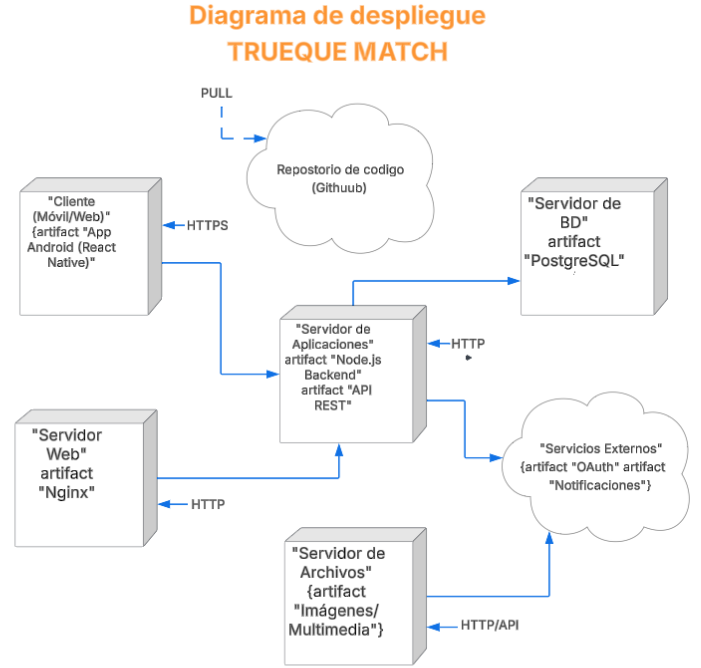 Diagrama de despliegue
TRUEQUE MATCH
PULL
Repostorio de codigo
(Githuub)
"Cliente
(Móvil/Web)"
{artifact "App
Android (React
Native)"
HTTPS
"Servidor de
BD"
artifact
"PostgreSQL"
"Servidor de
Aplicaciones"
artifact "Node.js
Backend"
artifact "API
REST"
HTTP
"Servidor
Web"
artifact
"Nginx"
HTTP
"Servicios Externos"
{artifact "OAuth" artifact
"Notificaciones"}
"Servidor de
Archivos"
{artifact
"Imágenes/
Multimedia"}
HTTP/API